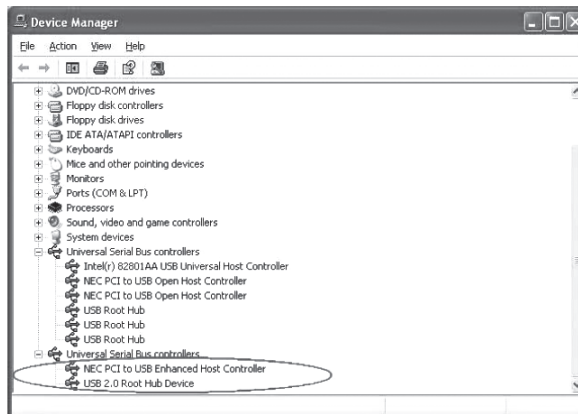 Device Manager
File Action View Help
DVD/CD-ROM drives
Floppy disk controllers
Floppy disk drives
IDE ATA/ATAPI controllers
Keyboards
Mice and other pointing devices
Monitors
Ports (COM & LPT)
Processors
Sound, video and game controllers
System devices
Universal Serial Bus controllers
Intel(r) 82801AA USB Universal Host Controller
NEC PCI to USB Open Host Controller
NEC PCI to USB Open Host Controller
USB Root Hub
USB Root Hub
USB Root Hub
Universal Serial Bus controllers
NEC PCI to USB Enhanced Host Controller
USB 2.0 Root Hub Device